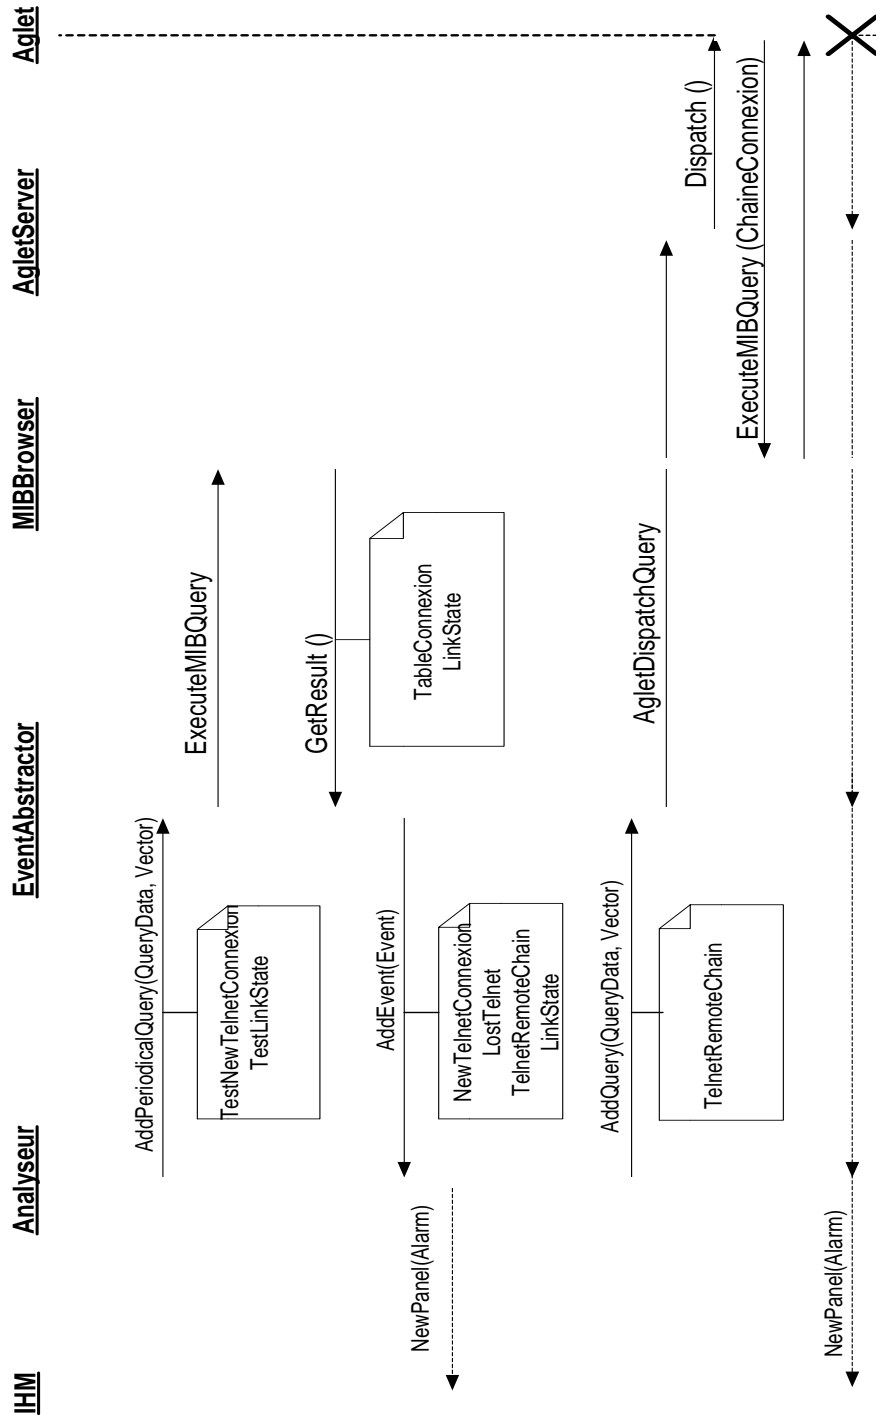 IHM
Analyseur
EventAbstractor
MIBBrowser
AgletServer
Aglet
AddPeriodicalQuery(QueryData, Vector)
TestNewTelnetConnexion
TestLinkState
ExecuteMIBQuery
GetResult ()
TableConnexion
LinkState
AddEvent(Event)
NewTelnetConnexion
LostTelnet
TelnetRemoteChain
LinkState
NewPanel(Alarm)
AddQuery(QueryData, Vector)
TelnetRemoteChain
AgletDispatchQuery
Dispatch ()
ExecuteMIBQuery (ChaineConnexion)
NewPanel(Alarm)